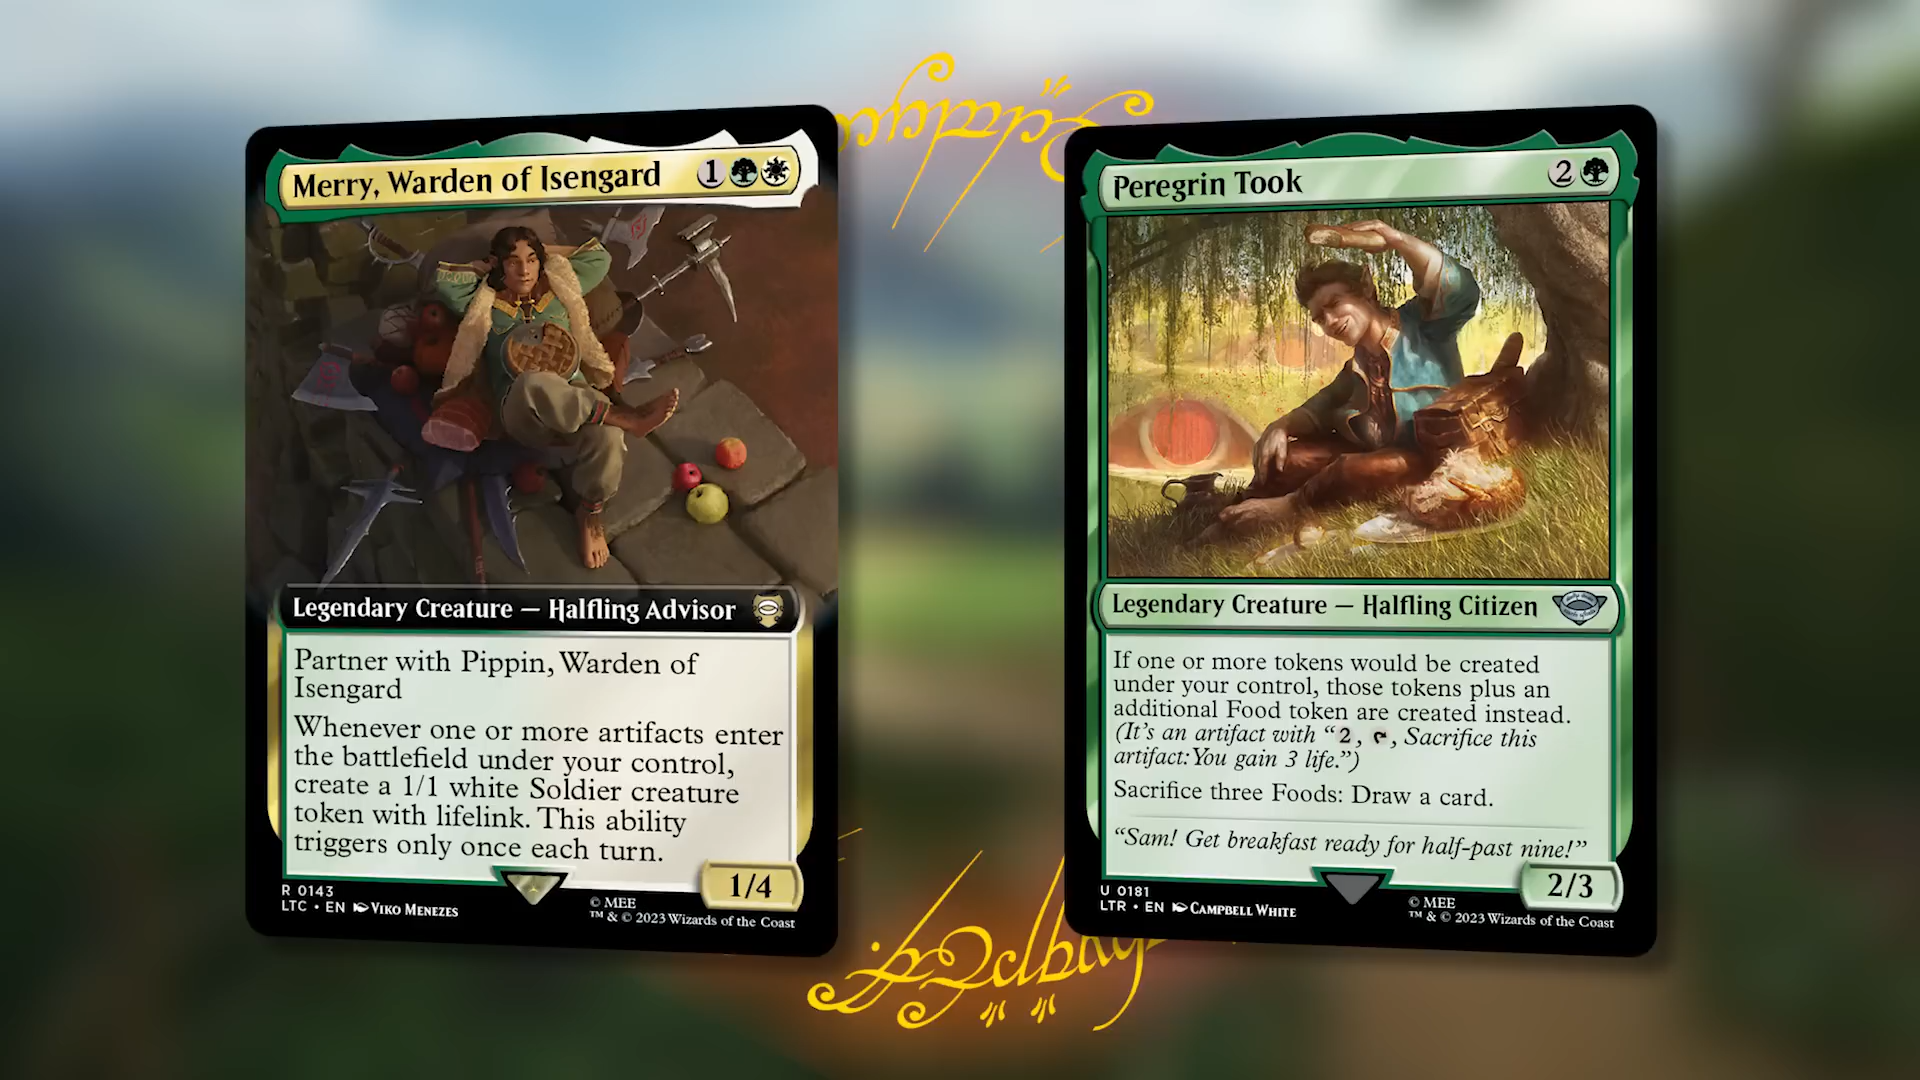 Merry, Warden of Isengard 1
Legendary Creature — Halfling Advisor
Partner with Pippin, Warden of
Isengard
Whenever one or more artifacts enter
the battlefield under your control,
create a 1/1 white Soldier creature
token with lifelink. This ability
triggers only once each turn.
1/4
R 0143
LTC • EN VIKO MENEZES
© MEE
™ & © 2023 Wizards of the Coast
Peregrin Took 2
Legendary Creature — Halfling Citizen
If one or more tokens would be created
under your control, those tokens plus an
additional Food token are created instead.
(It's an artifact with “2, , Sacrifice this
artifact: You gain 3 life.”)
Sacrifice three Foods: Draw a card.
“Sam! Get breakfast ready for half-past nine!”
2/3
U 0181
LTR • EN CAMPBELL WHITE
© MEE
™ & © 2023 Wizards of the Coast